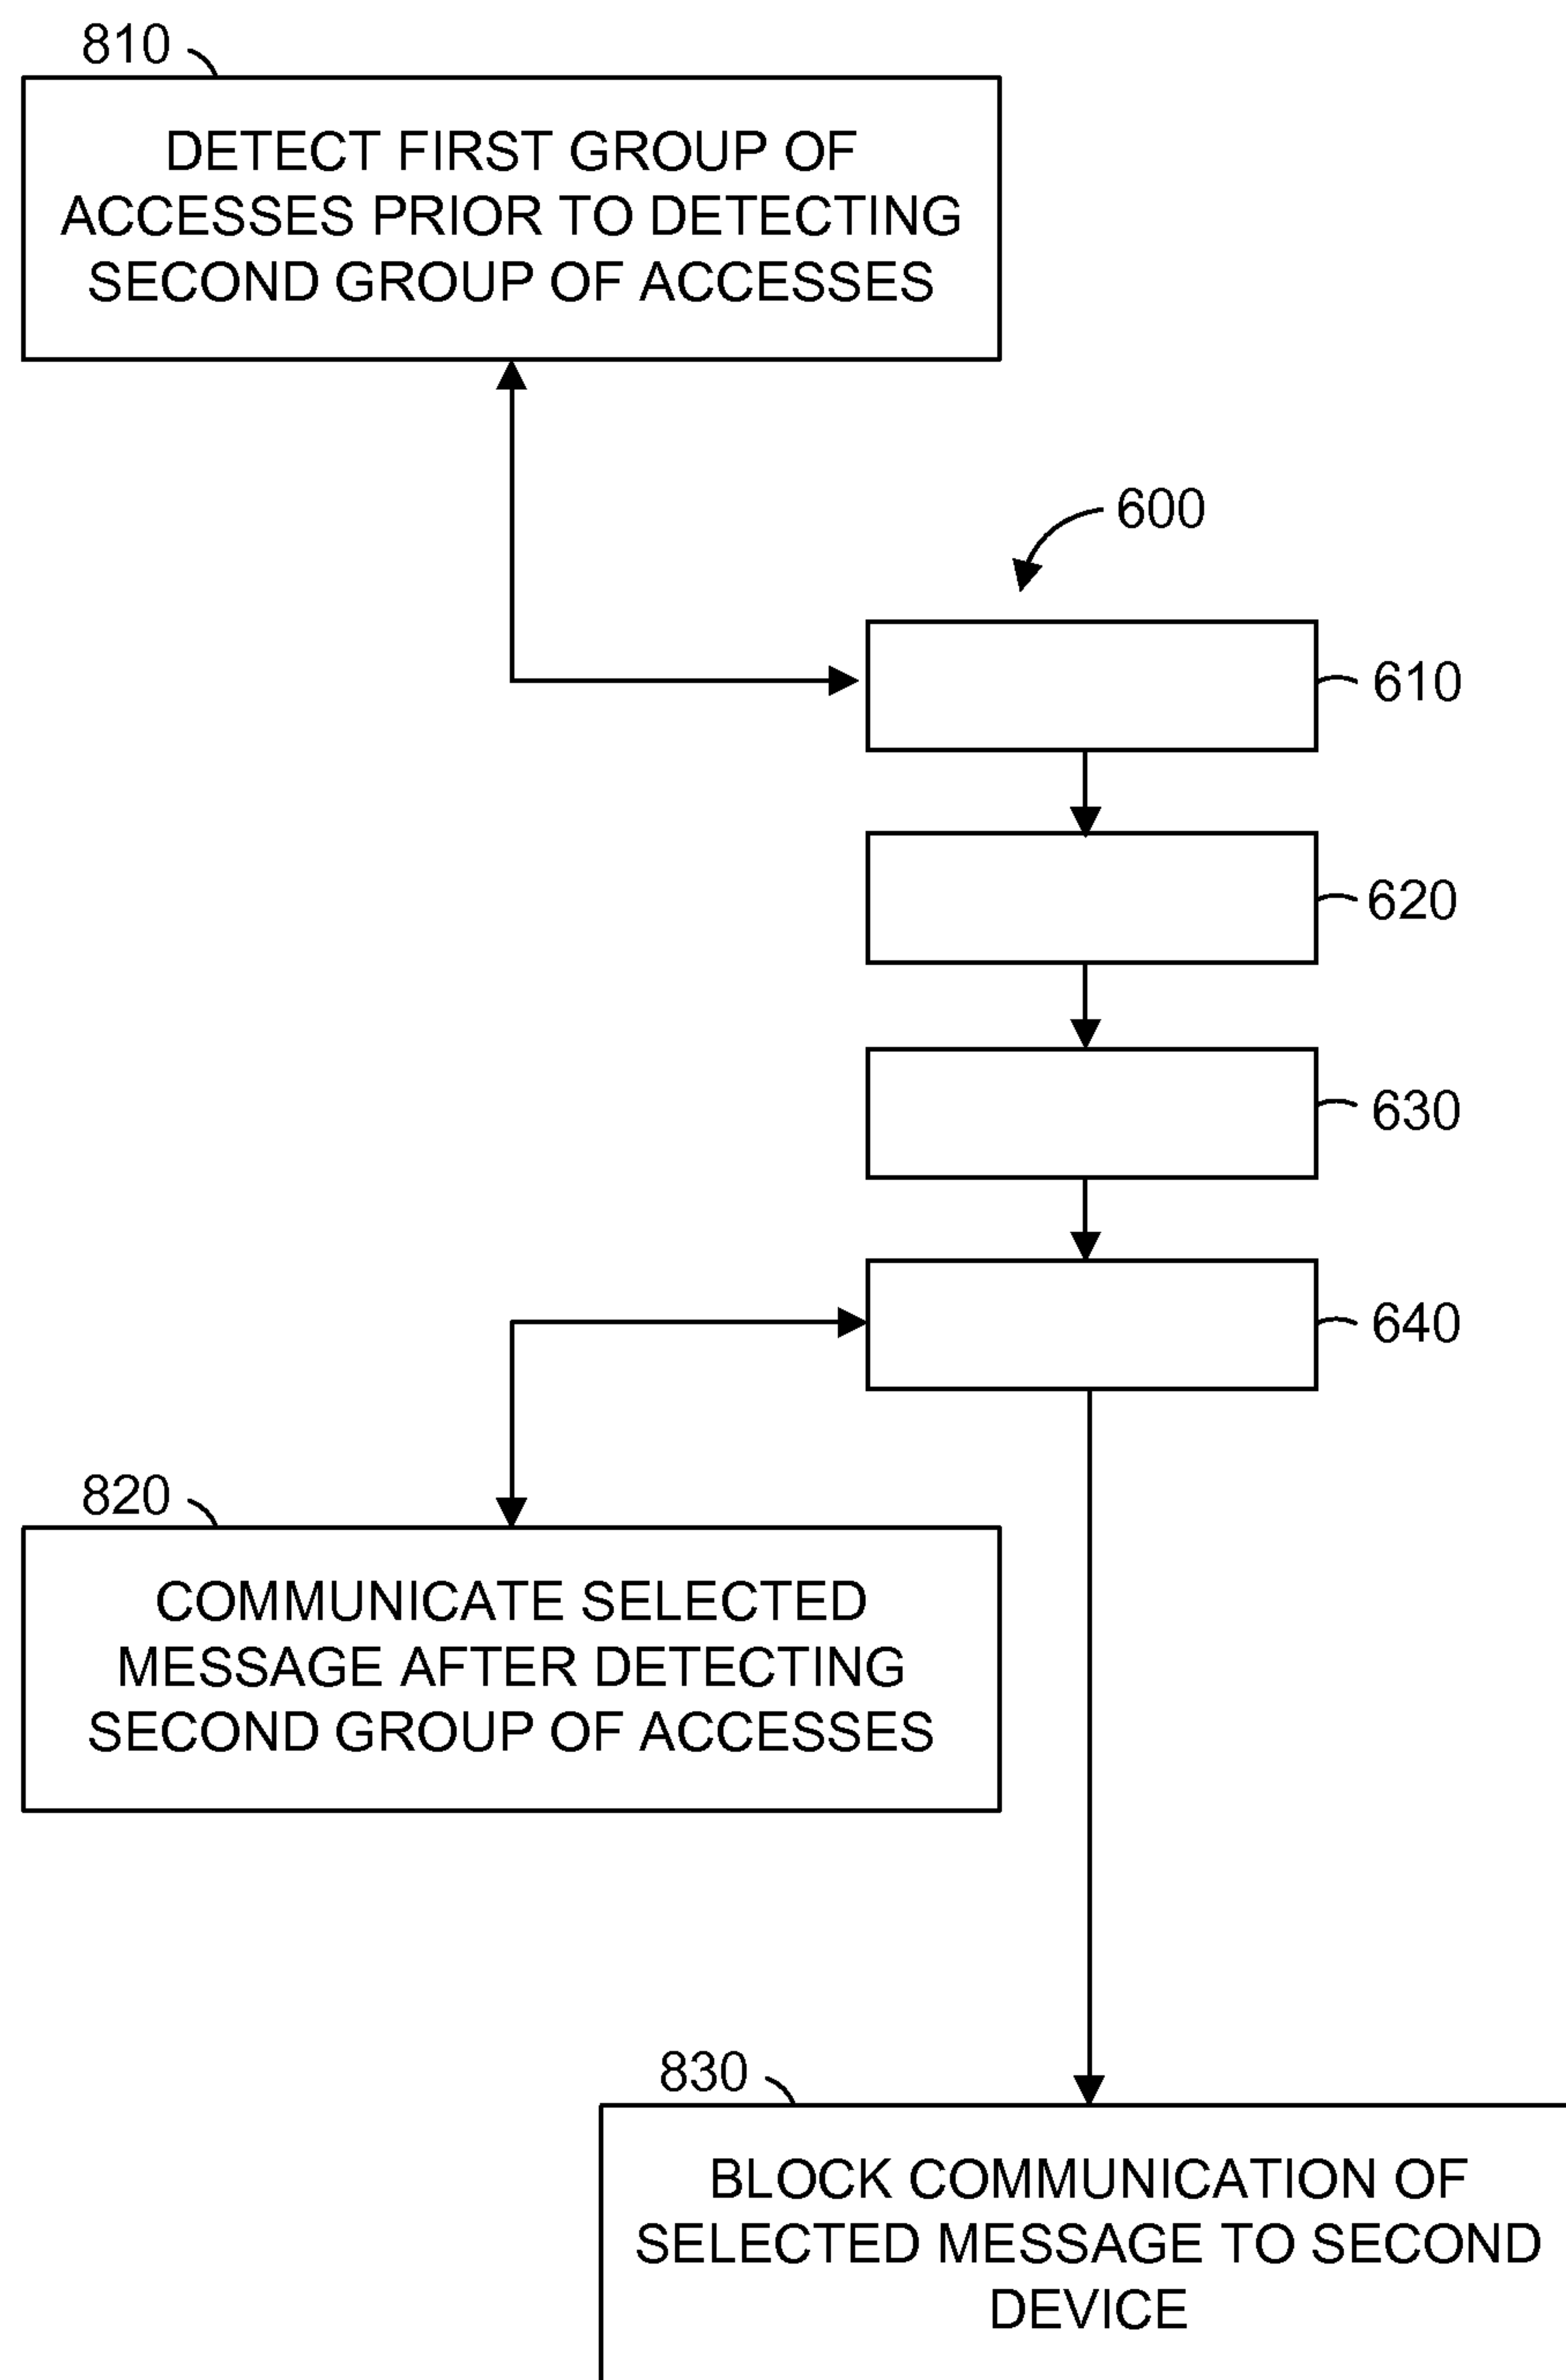 810
DETECT FIRST GROUP OF
ACCESSES PRIOR TO DETECTING
SECOND GROUP OF ACCESSES
600
610
620
630
640
820
COMMUNICATE SELECTED
MESSAGE AFTER DETECTING
SECOND GROUP OF ACCESSES
830
BLOCK COMMUNICATION OF
SELECTED MESSAGE TO SECOND
DEVICE